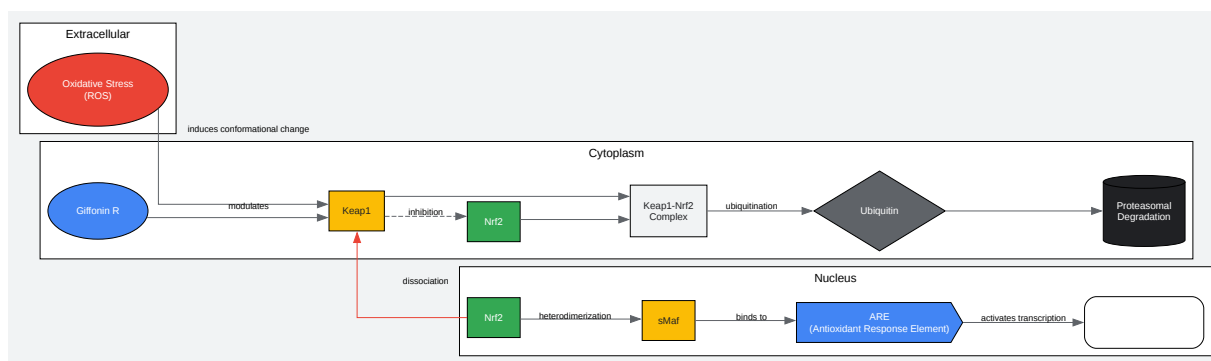 Extracellular
Oxidative Stress
(ROS)
induces conformational change
Cytoplasm
Giffonin R
modulates
Keap1
inhibition
Nrf2
Keap1-Nrf2
Complex
ubiquitination
Ubiquitin
Proteasomal
Degradation
dissociation
Nucleus
Nrf2
heterodimerization
sMaf
binds to
ARE
(Antioxidant Response Element)
activates transcription